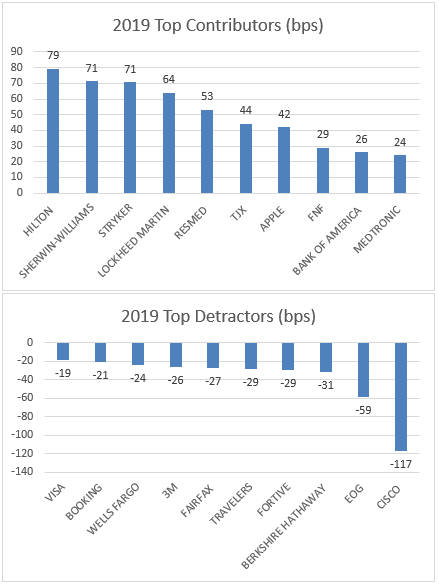 2019 Top Contributors (bps)
90
80
70
60
50
40
30
20
10
0
79
71
71
64
53
44
42
29
26
24
HILTON
SHERWIN-WILLIAMS
STRYKER
LOCKHEED MARTIN
RESMED
TJX
APPLE
FNF
BANK OF AMERICA
MEDTRONIC
2019 Top Detractors (bps)
0
-20
-40
-60
-80
-100
-120
-140
-19
-21
-24
-26
-27
-29
-29
-31
-59
-117
VISA
BOOKING
WELLS FARGO
3M
FAIRFAX
TRAVELERS
FORTIVE
BERKSHIRE HATHAWAY
EOG
CISCO